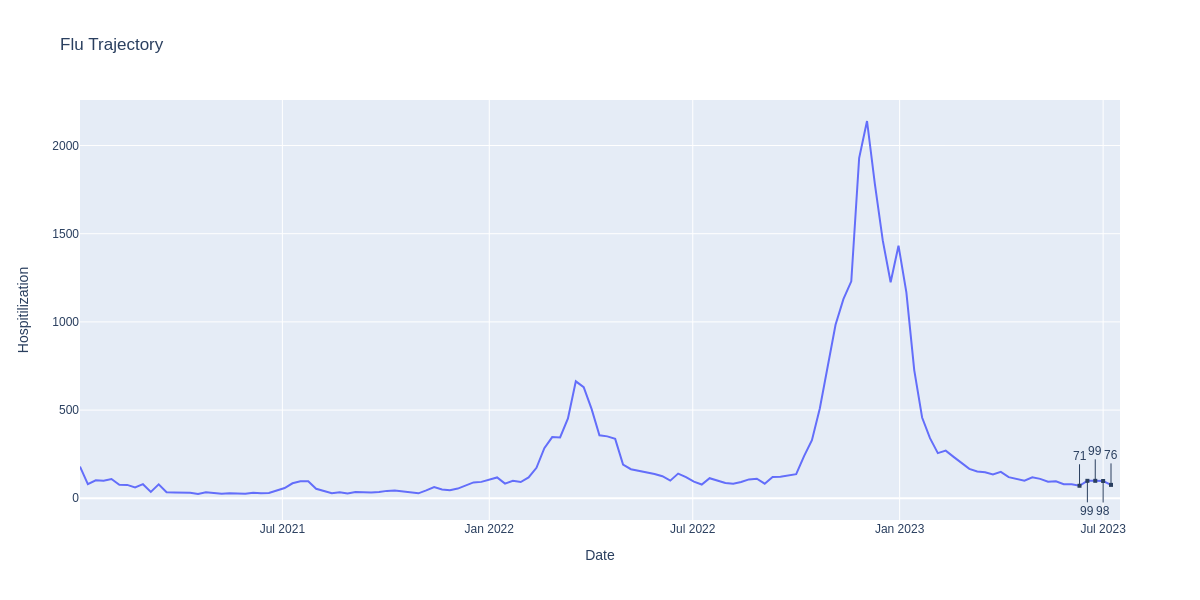 Flu Trajectory
Hospitilization
2000
1500
1000
500
0
71
99
76
99
98
Jul 2021
Jan 2022
Jul 2022
Jan 2023
Jul 2023
Date